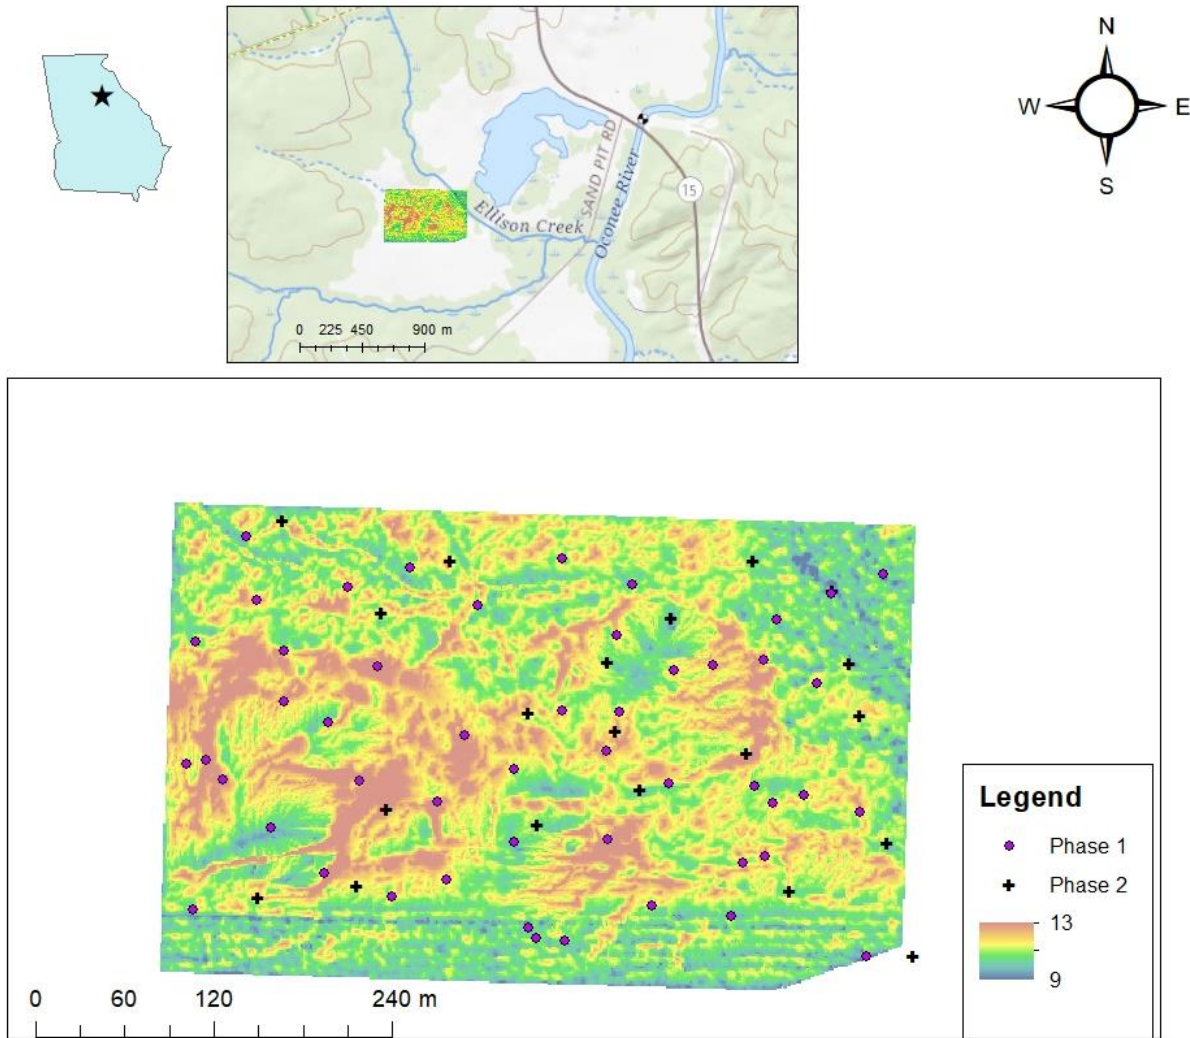 N
W E
S
SAND PIT RD
Oconee River
15
Ellison Creek
0 225 450 900 m
Legend
Phase 1
Phase 2
13
9
0 60 120 240 m